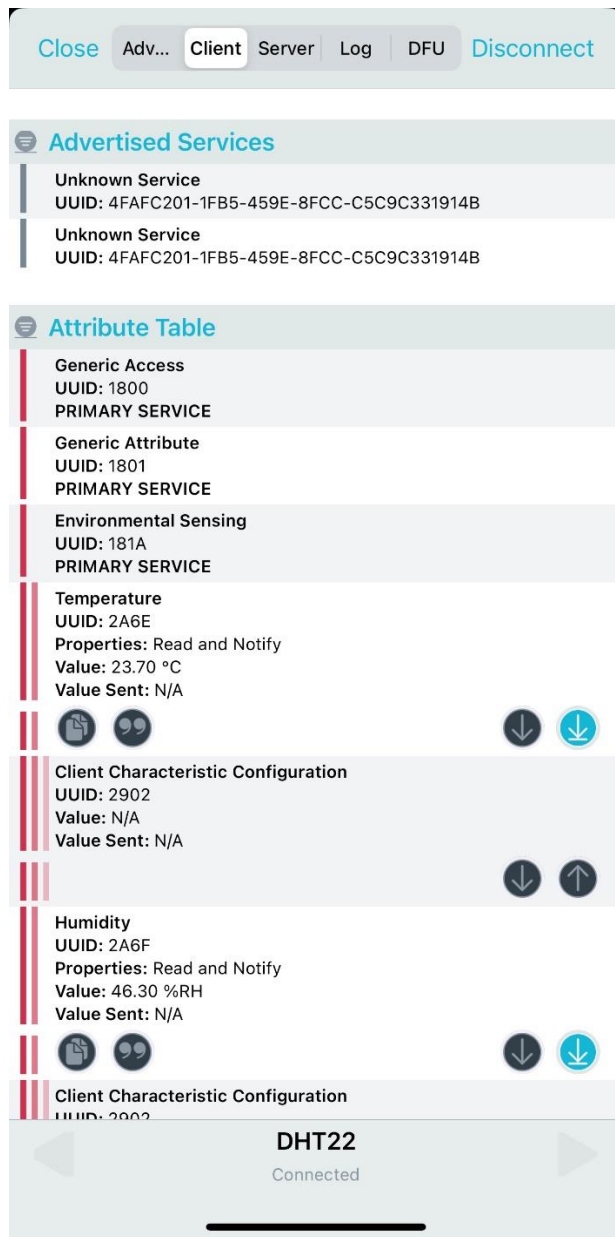 Close Adv... Client Server Log DFU Disconnect
Advertised Services
Unknown Service
UUID: 4FAFC201-1FB5-459E-8FCC-C5C9C331914B
Unknown Service
UUID: 4FAFC201-1FB5-459E-8FCC-C5C9C331914B
Attribute Table
Generic Access
UUID: 1800
PRIMARY SERVICE
Generic Attribute
UUID: 1801
PRIMARY SERVICE
Environmental Sensing
UUID: 181A
PRIMARY SERVICE
Temperature
UUID: 2A6E
Properties: Read and Notify
Value: 23.70 °C
Value Sent: N/A
Client Characteristic Configuration
UUID: 2902
Value: N/A
Value Sent: N/A
Humidity
UUID: 2A6F
Properties: Read and Notify
Value: 46.30 %RH
Value Sent: N/A
Client Characteristic Configuration
UUID: 2902
DHT22
Connected